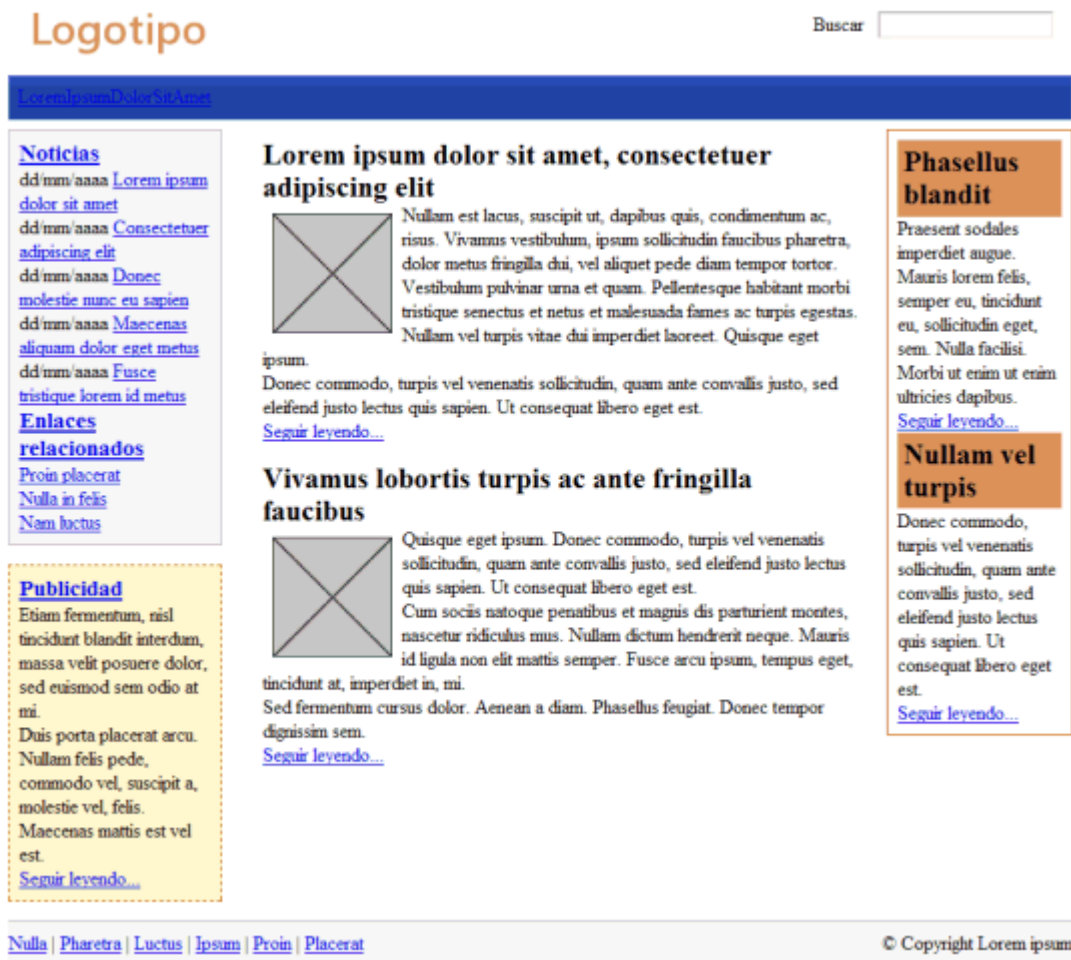 Logotipo
Buscar
LoremIpsumDolorSitAmet
Noticias
dd/mm/aaaa Lorem ipsum
dolor sit amet
dd/mm/aaaa Consectetuer
adipiscing elit
dd/mm/aaaa Donec
molestie nunc eu sapien
dd/mm/aaaa Maecenas
aliquam dolor eget metus
dd/mm/aaaa Fusce
tristique lorem id metus
Enlaces
relacionados
Proin placerat
Nulla in felis
Nam luctus
Publicidad
Etiam fermentum, nisl
tincidunt blandit interdum,
massa velit posuere dolor,
sed euismod sem odio at
mi.
Duis porta placerat arcu.
Nullam felis pede,
commodo vel, suscipit a,
molestie vel, felis.
Maecenas mattis est vel
est.
Seguir leyendo...
Lorem ipsum dolor sit amet, consectetuer
adipiscing elit
Nullam est lacus, suscipit ut, dapibus quis, condimentum ac,
risus. Vivamus vestibulum, ipsum sollicitudin faucibus pharetra,
dolor metus fringilla dui, vel aliquet pede diam tempor tortor.
Vestibulum pulvinar urna et quam. Pellentesque habitant morbi
tristique senectus et netus et malesuada fames ac turpis egestas.
Nullam vel turpis vitae dui imperdiet laoreet. Quisque eget
ipsum.
Donec commodo, turpis vel venenatis sollicitudin, quam ante convallis justo, sed
eleifend justo lectus quis sapien. Ut consequat libero eget est.
Seguir leyendo...
Vivamus lobortis turpis ac ante fringilla
faucibus
Quisque eget ipsum. Donec commodo, turpis vel venenatis
sollicitudin, quam ante convallis justo, sed eleifend justo lectus
quis sapien. Ut consequat libero eget est.
Cum sociis natoque penatibus et magnis dis parturient montes,
nascetur ridiculus mus. Nullam dictum hendrerit neque. Mauris
id ligula non elit mattis semper. Fusce arcu ipsum, tempus eget,
tincidunt at, imperdiet in, mi.
Sed fermentum cursus dolor. Aenean a diam. Phasellus feugiat. Donec tempor
dignissim sem.
Seguir leyendo...
Phasellus
blandit
Praesent sodales
imperdiet augue.
Mauris lorem felis,
semper eu, tincidunt
eu, sollicitudin eget,
sem. Nulla facilisi.
Morbi ut enim ut enim
ultricies dapibus.
Seguir leyendo...
Nullam vel
turpis
Donec commodo,
turpis vel venenatis
sollicitudin, quam ante
convallis justo, sed
eleifend justo lectus
quis sapien. Ut
consequat libero eget
est.
Seguir leyendo...
Nulla | Pharetra | Luctus | Ipsum | Proin | Placerat
© Copyright Lorem ipsum